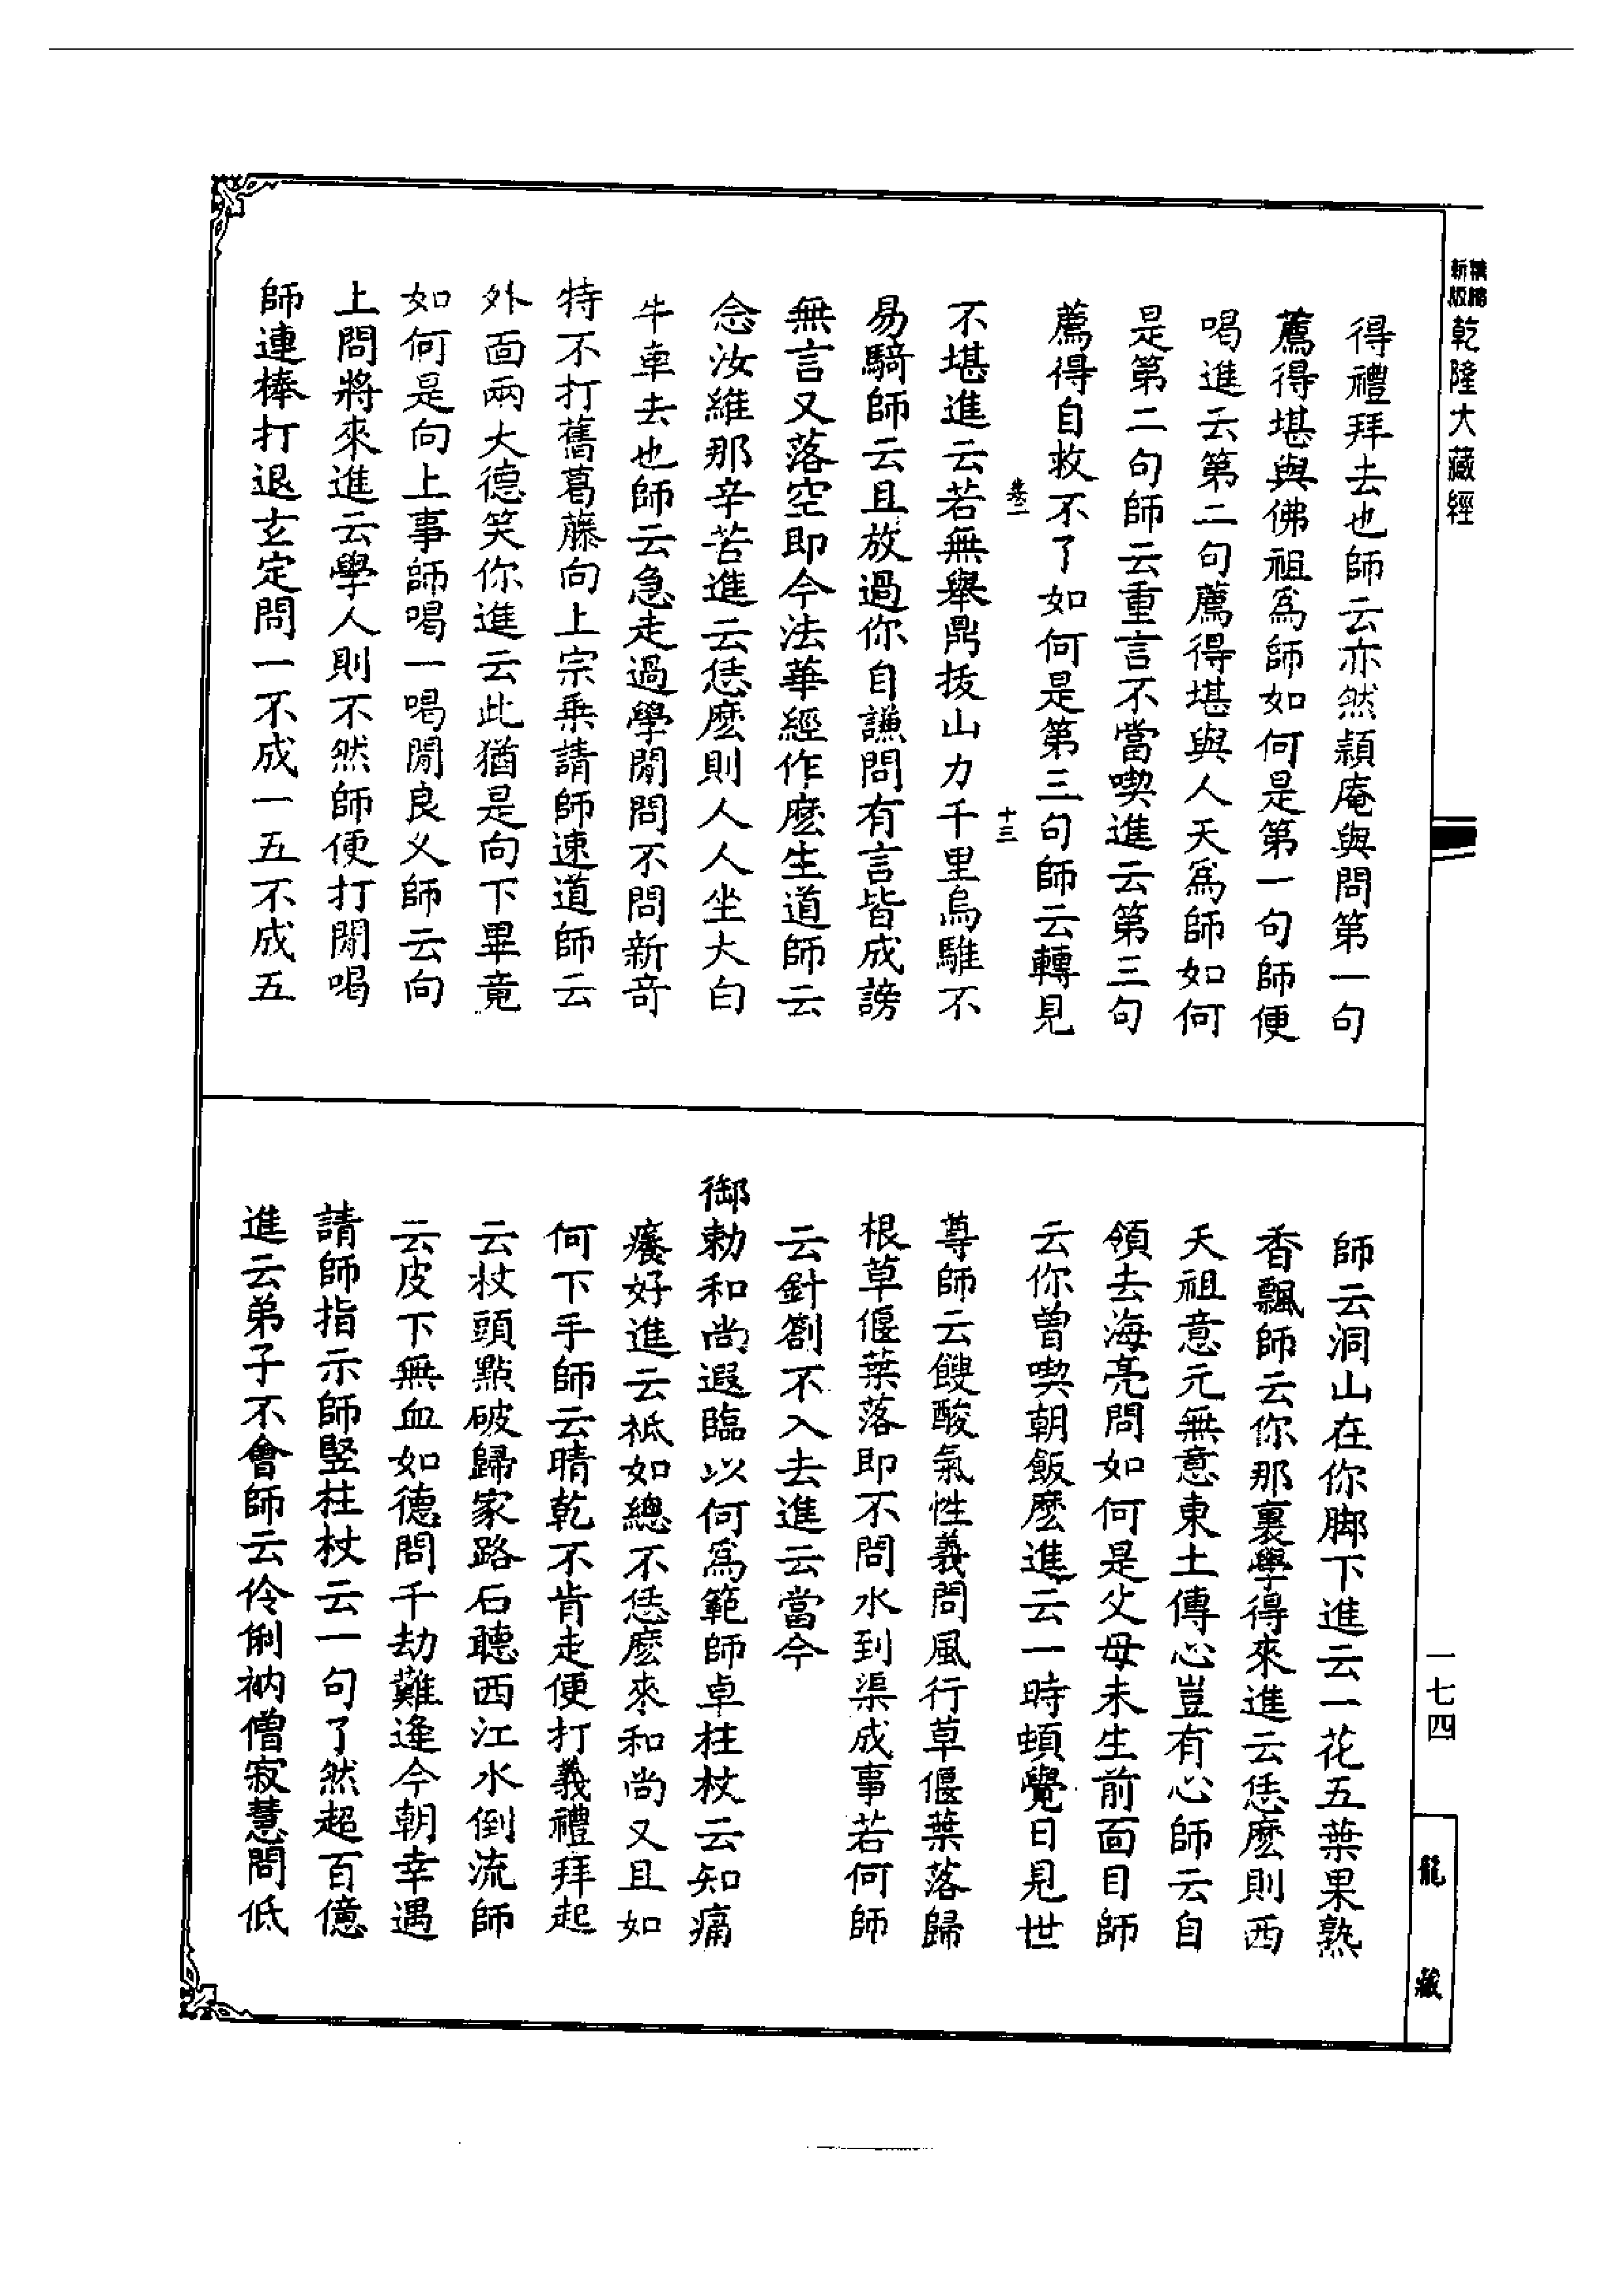 乾隆大藏經
得禮拜去也師云亦然穎庵與問第一句
薦得堪與佛祖爲師如何是第一句師便
喝進云第二句薦得堪與人天爲師如何
是第二句師云重言不當喫進云第三句
薦得自救不了如何是第三句師云轉見
卷二
十三
不堪進云若無舉鼎拔山力千里烏騅不
易騎師云且放過你自謙問有言皆成謗
無言又落空即今法華經作麽生道師云
念汝維那辛苦進云恁麽則人人坐大白
牛車去也師云急走過學閒問不問新奇
特不打舊葛藤向上宗乘請師速道師云
外面兩大德笑你進云此猶是向下畢竟
如何是向上事師喝一喝閒良乂師云向
上問將來進云學人則不然師便打閒喝
師連棒打退玄定問一不成一五不成五
師云洞山在你脚下進云一花五葉果熟
香飄師云你那裏學得來進云恁麽則西
天祖意元無意東土傳心豈有心師云自
領去海亮問如何是父母未生前面目師
云你曾喫朝飯麽進云一時頓覺日見世
尊師云餿酸氣性義問風行草偃葉落歸
根草偃葉落即不問水到渠成事若何師
云針劄不入去進云當今
御勅和尚遐臨以何爲範師卓柱杖云知痛
癢好進云祗如總不恁麽來和尚又且如
何下手師云晴乾不肯走便打義禮拜起
云杖頭點破歸家路石聽西江水倒流師
云皮下無血如德問千劫難逢今朝幸遇
請師指示師竪柱杖云一句了然超百億
進云弟子不會師云伶俐衲僧寂慧問低
一七四
龍藏